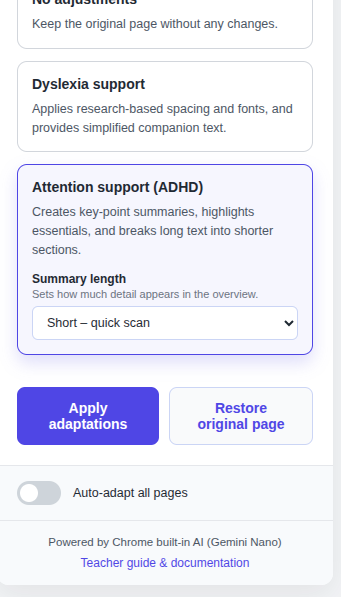 No adjustments
Keep the original page without any changes.
Dyslexia support
Applies research-based spacing and fonts, and
provides simplified companion text.
Attention support (ADHD)
Creates key-point summaries, highlights
essentials, and breaks long text into shorter
sections.
Summary length
Sets how much detail appears in the overview.
Short – quick scan
Apply
adaptations
Restore
original page
Auto-adapt all pages
Powered by Chrome built-in AI (Gemini Nano)
Teacher guide & documentation